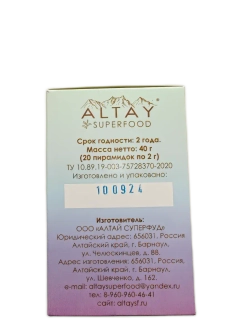 ALTAY
SUPERFOOD
Срок годности: 2 года.
Масса нетто: 40 г
(20 пирамидок по 2 г)
ТУ 10.89.19-003-75728370-2020
Изготовлено и упаковано:
100924
Изготовитель:
ООО «АЛТАЙ СУПЕРФУД»
Юридический адрес: 656031, Россия
Алтайский край, г. Барнаул,
ул. Челюскинцев, д. 88.
Адрес изготовления: 656031, Россия,
Алтайский край, г. Барнаул,
ул. Шевченко, д. 162.
e-mail: altaysuperfood@yandex.ru
тел. 8-960-960-46-41
сайт: altaysf.ru